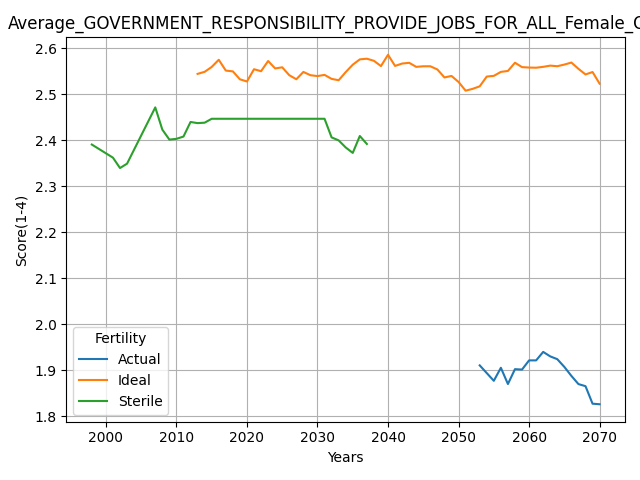 Average_GOVERNMENT_RESPONSIBILITY_PROVIDE_JOBS_FOR_ALL_Female_
Score(1-4)
2.6
2.5
2.4
2.3
2.2
2.1
2.0
1.9
1.8
Fertility
Actual
Ideal
Sterile
2000 2010 2020 2030 2040 2050 2060 2070
Years